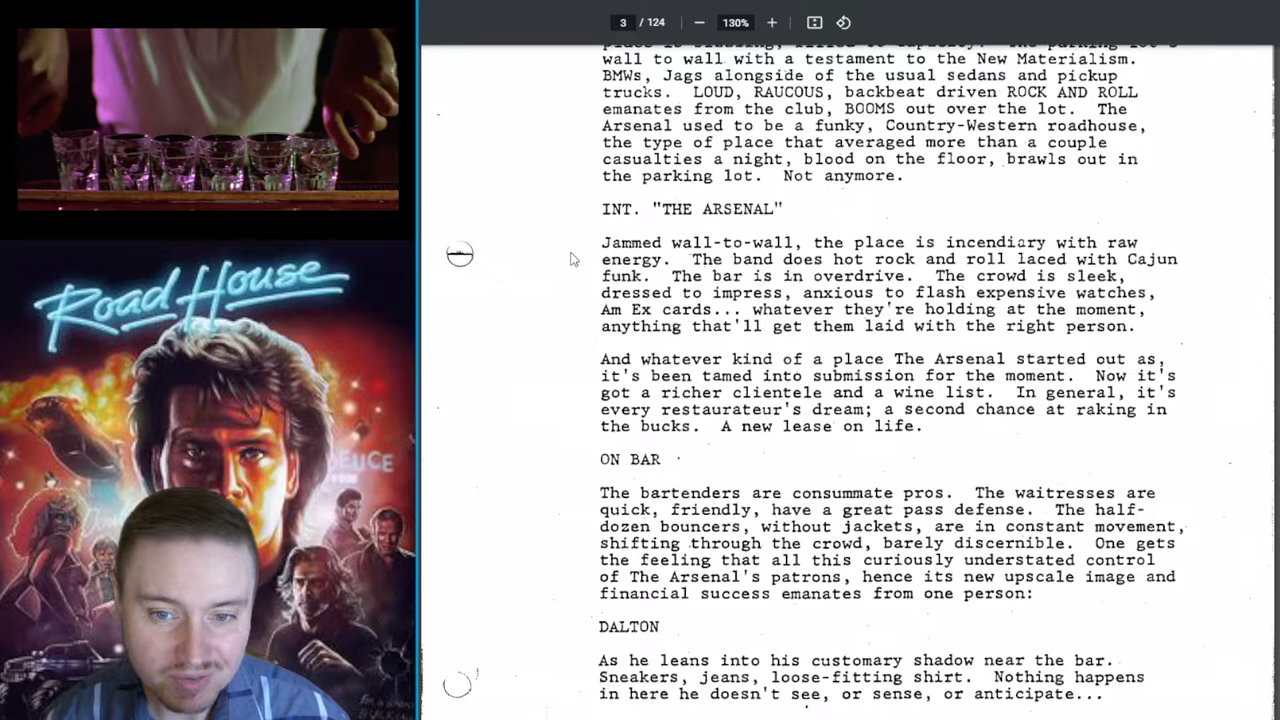 3 / 124
130%
place is sizzling, filled to capacity. The parking lot's
wall to wall with a testament to the New Materialism.
BMWs, Jags alongside of the usual sedans and pickup
trucks. LOUD, RAUCOUS, backbeat driven ROCK AND ROLL
emanates from the club, BOOMS out over the lot. The
Arsenal used to be a funky, Country-Western roadhouse,
the type of place that averaged more than a couple
casualties a night, blood on the floor, brawls out in
the parking lot. Not anymore.
INT. "THE ARSENAL"
Jammed wall-to-wall, the place is incendiary with raw
energy. The band does hot rock and roll laced with Cajun
funk. The bar is in overdrive. The crowd is sleek,
dressed to impress, anxious to flash expensive watches,
Am Ex cards... whatever they're holding at the moment,
anything that'll get them laid with the right person.
And whatever kind of a place The Arsenal started out as,
it's been tamed into submission for the moment. Now it's
got a richer clientele and a wine list. In general, it's
every restaurateur's dream; a second chance at raking in
the bucks. A new lease on life.
ON BAR
The bartenders are consummate pros. The waitresses are
quick, friendly, have a great pass defense. The half-
dozen bouncers, without jackets, are in constant movement,
shifting through the crowd, barely discernible. One gets
the feeling that all this curiously understated control
of The Arsenal's patrons, hence its new upscale image and
financial success emanates from one person:
DALTON
As he leans into his customary shadow near the bar.
Sneakers, jeans, loose-fitting shirt. Nothing happens
in here he doesn't see, or sense, or anticipate...
Road House
DEUCE